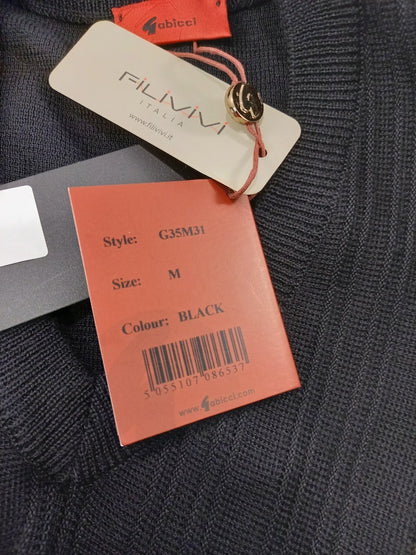 Gabicci
FILIVIVI
ITALIA
www.filivivi.it
Style: G35M31
Size: M
Colour: BLACK
5 055107 086537
www.Gabicci.com